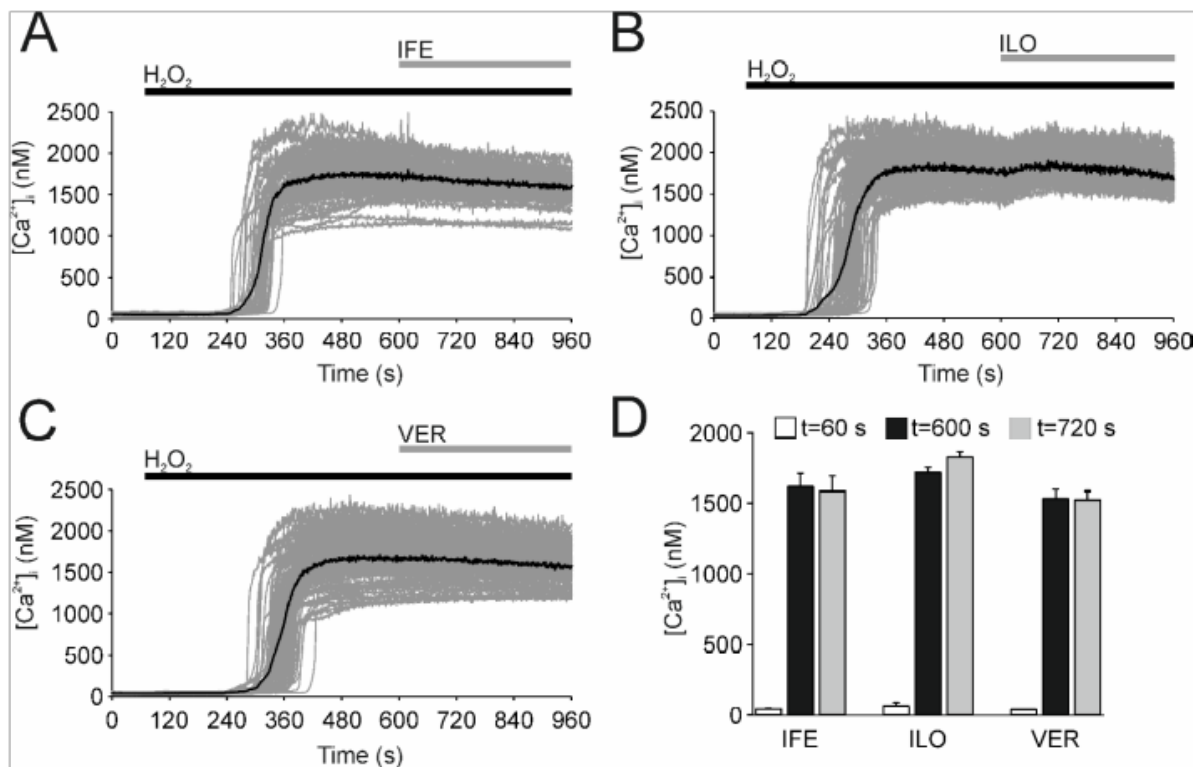 A
IFE
H₂O₂
2500
2000
1500
1000
500
0
[Ca²⁺]ᵢ (nM)
0 120 240 360 480 600 720 840 960
Time (s)
B
ILO
H₂O₂
2500
2000
1500
1000
500
0
[Ca²⁺]ᵢ (nM)
0 120 240 360 480 600 720 840 960
Time (s)
C
VER
H₂O₂
2500
2000
1500
1000
500
0
[Ca²⁺]ᵢ (nM)
0 120 240 360 480 600 720 840 960
Time (s)
D
t=60 s t=600 s t=720 s
2000
1500
1000
500
0
[Ca²⁺]ᵢ (nM)
IFE ILO VER